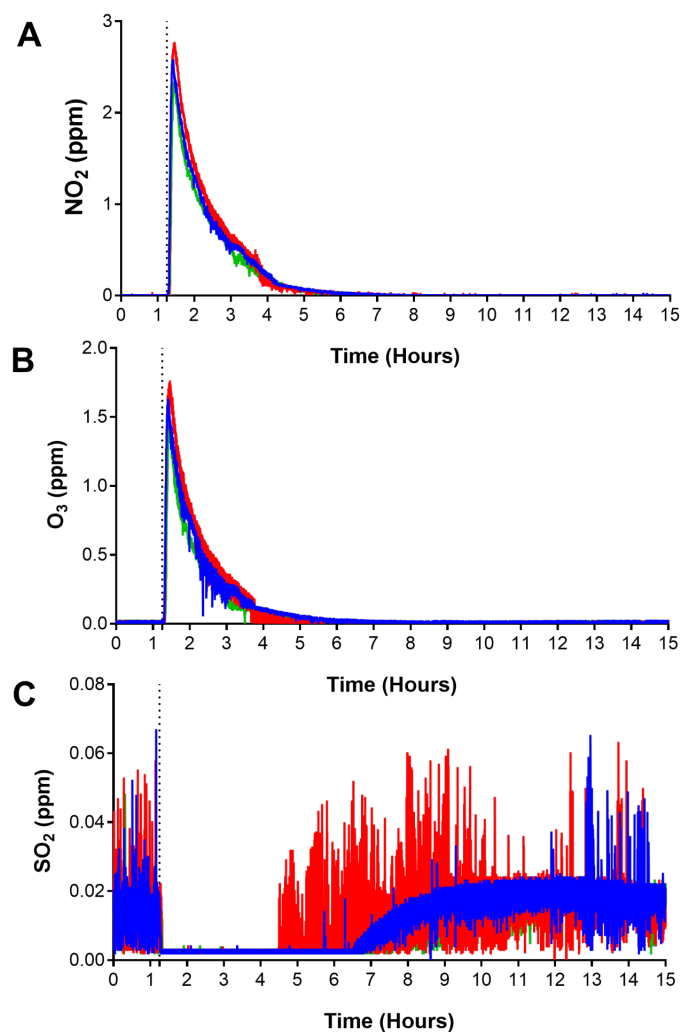 A
NO₂ (ppm)
3
2
1
0
0 1 2 3 4 5 6 7 8 9 10 11 12 13 14 15
Time (Hours)
B
O₃ (ppm)
2.0
1.5
1.0
0.5
0.0
0 1 2 3 4 5 6 7 8 9 10 11 12 13 14 15
Time (Hours)
C
SO₂ (ppm)
0.08
0.06
0.04
0.02
0.00
0 1 2 3 4 5 6 7 8 9 10 11 12 13 14 15
Time (Hours)